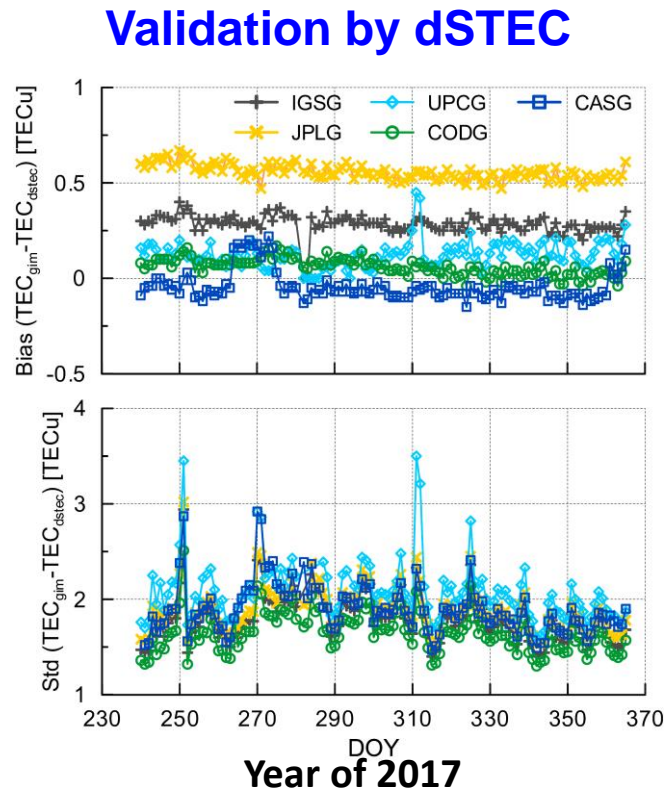 Validation by dSTEC
IGSG UPCG CASG
JPLG CODG
Bias (TECgim-TECdstec) [TECu]
1
0.5
0
-0.5
Std (TECgim-TECdstec) [TECu]
4
3
2
1
230 250 270 290 310 330 350 370
DOY
Year of 2017